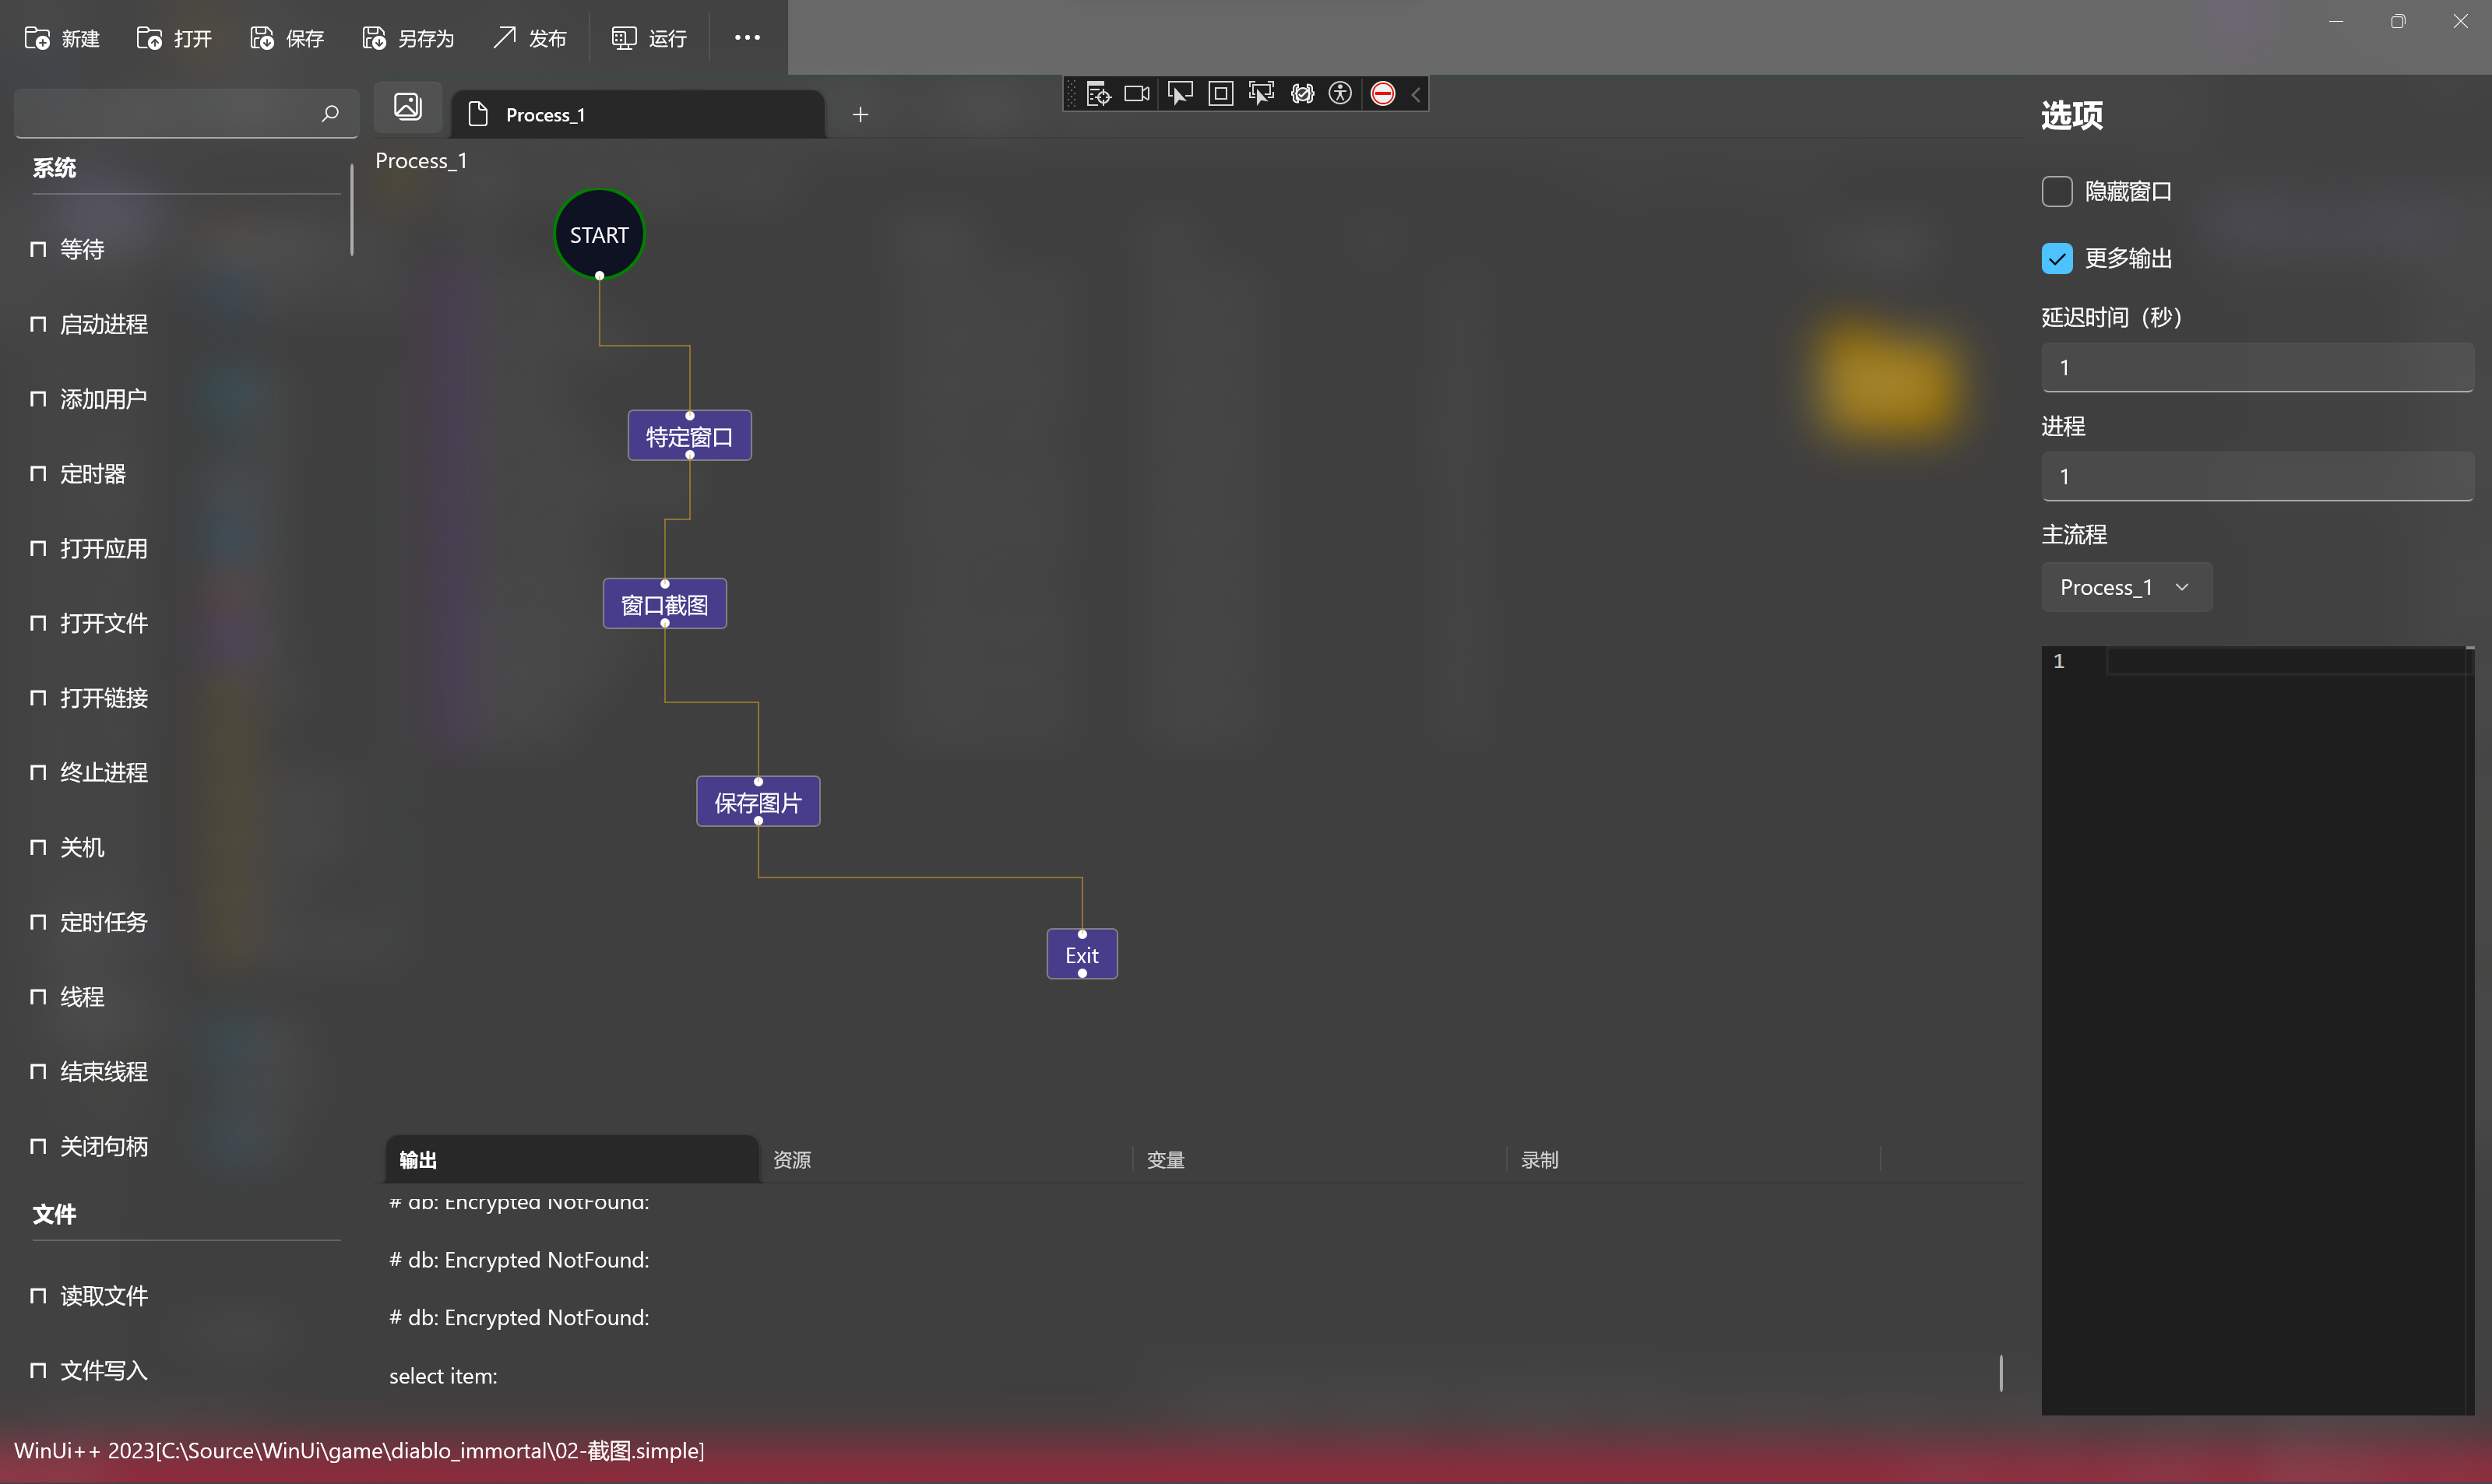 新建 打开 保存 另存为 发布 运行
Process_1
系统
等待
启动进程
添加用户
定时器
打开应用
打开文件
打开链接
终止进程
关机
定时任务
线程
结束线程
关闭句柄
文件
读取文件
文件写入
Process_1
START
特定窗口
窗口截图
保存图片
Exit
输出 资源 变量 录制
# db: Encrypted NotFound:
# db: Encrypted NotFound:
# db: Encrypted NotFound:
select item:
选项
隐藏窗口
更多输出
延迟时间（秒）
1
进程
1
主流程
Process_1
1
WinUi++ 2023[C:\Source\WinUi\game\diablo_immortal\02-截图.simple]